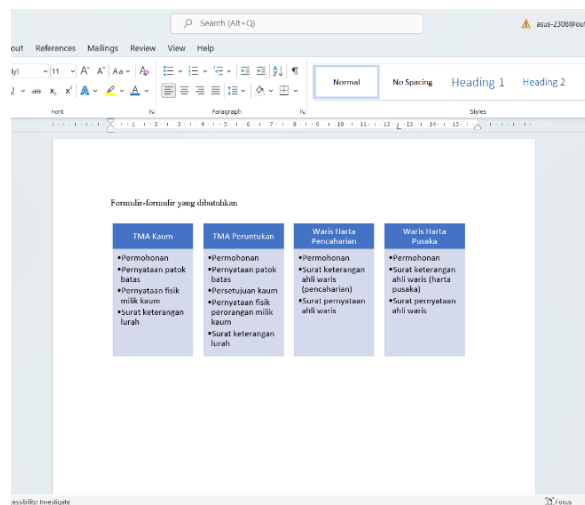 Search (Alt+Q)
asus-2308@out
out References Mailings Review View Help
11
Aa
Normal
No Spacing
Heading 1
Heading 2
Font
Paragraph
Styles
Formulir-formulir yang dibutuhkan
TMA Kaum
•Permohonan
•Pernyataan patok
batas
•Pernyataan fisik
milik kaum
•Surat keterangan
lurah
TMA Peruntukan
•Permohonan
•Pernyataan patok
batas
•Persetujuan kaum
•Pernyataan fisik
perorangan milik
kaum
•Surat keterangan
lurah
Waris Harta
Pencaharian
•Permohonan
•Surat keterangan
ahli waris
(pencaharian)
•Surat pernyataan
ahli waris
Waris Harta
Pusaka
•Permohonan
•Surat keterangan
ahli waris (harta
pusaka)
•Surat pernyataan
ahli waris
cessibility: Investigate
Focus